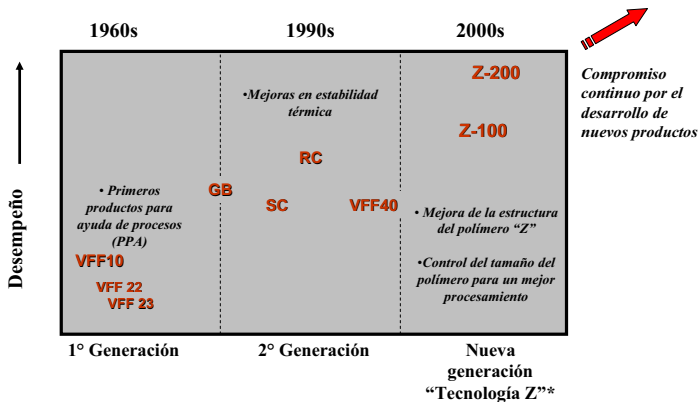 1960s
1990s
2000s
Desempeño
• Primeros
productos para
ayuda de procesos
(PPA)
VFF10
VFF 22
VFF 23
GB
•Mejoras en estabilidad
térmica
RC
SC
VFF40
Z-200
Z-100
• Mejora de la estructura
del polímero “Z”
•Control del tamaño del
polímero para un mejor
procesamiento
Compromiso
continuo por el
desarrollo de
nuevos productos
1° Generación
2° Generación
Nueva
generación
“Tecnología Z”*